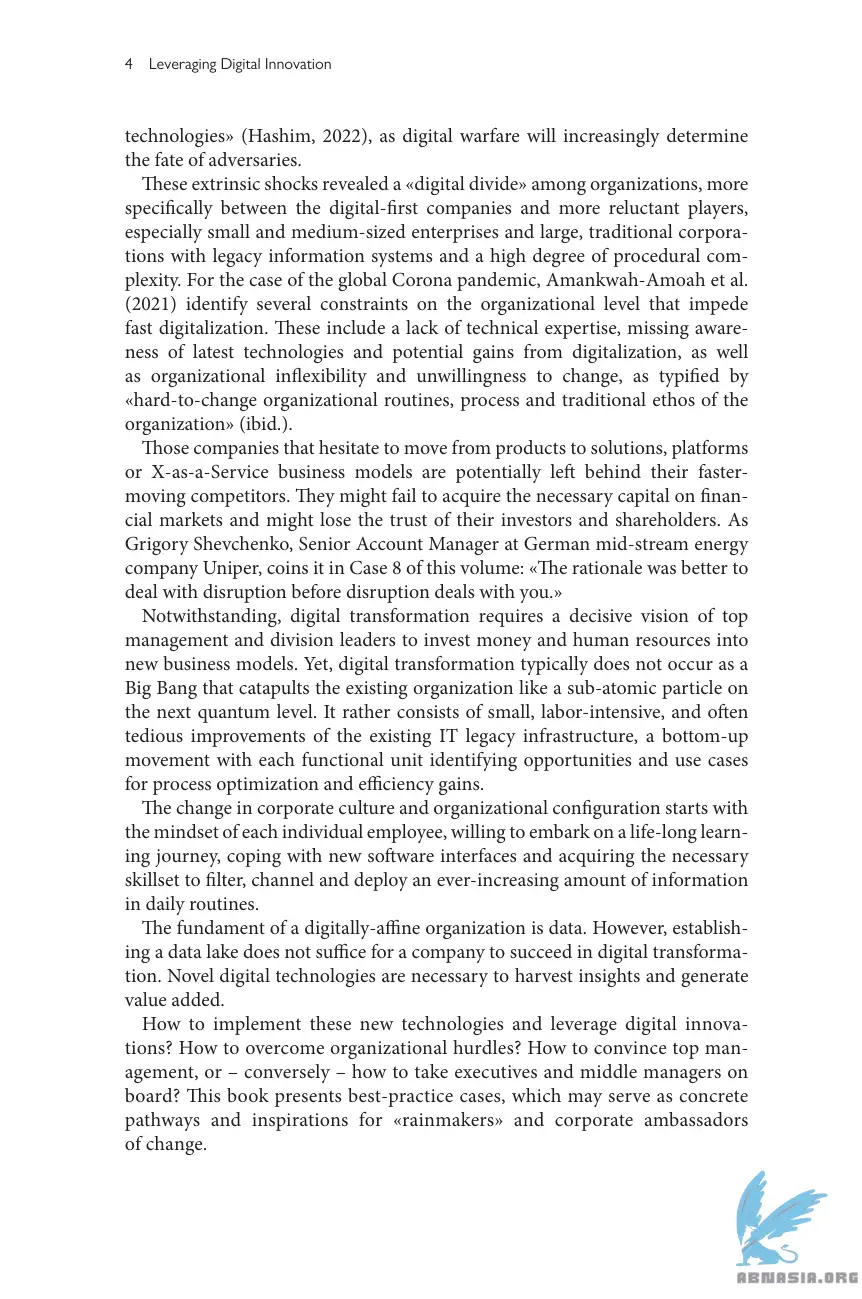 4 Leveraging Digital Innovation
technologies» (Hashim, 2022), as digital warfare will increasingly determine
the fate of adversaries.
These extrinsic shocks revealed a «digital divide» among organizations, more
specifically between the digital-first companies and more reluctant players,
especially small and medium-sized enterprises and large, traditional corpora-
tions with legacy information systems and a high degree of procedural com-
plexity. For the case of the global Corona pandemic, Amankwah-Amoah et al.
(2021) identify several constraints on the organizational level that impede
fast digitalization. These include a lack of technical expertise, missing aware-
ness of latest technologies and potential gains from digitalization, as well
as organizational inflexibility and unwillingness to change, as typified by
«hard-to-change organizational routines, process and traditional ethos of the
organization» (ibid.).
Those companies that hesitate to move from products to solutions, platforms
or X-as-a-Service business models are potentially left behind their faster-
moving competitors. They might fail to acquire the necessary capital on finan-
cial markets and might lose the trust of their investors and shareholders. As
Grigory Shevchenko, Senior Account Manager at German mid-stream energy
company Uniper, coins it in Case 8 of this volume: «The rationale was better to
deal with disruption before disruption deals with you.»
Notwithstanding, digital transformation requires a decisive vision of top
management and division leaders to invest money and human resources into
new business models. Yet, digital transformation typically does not occur as a
Big Bang that catapults the existing organization like a sub-atomic particle on
the next quantum level. It rather consists of small, labor-intensive, and often
tedious improvements of the existing IT legacy infrastructure, a bottom-up
movement with each functional unit identifying opportunities and use cases
for process optimization and efficiency gains.
The change in corporate culture and organizational configuration starts with
the mindset of each individual employee, willing to embark on a life-long learn-
ing journey, coping with new software interfaces and acquiring the necessary
skillset to filter, channel and deploy an ever-increasing amount of information
in daily routines.
The fundament of a digitally-affine organization is data. However, establish-
ing a data lake does not suffice for a company to succeed in digital transforma-
tion. Novel digital technologies are necessary to harvest insights and generate
value added.
How to implement these new technologies and leverage digital innova-
tions? How to overcome organizational hurdles? How to convince top man-
agement, or – conversely – how to take executives and middle managers on
board? This book presents best-practice cases, which may serve as concrete
pathways and inspirations for «rainmakers» and corporate ambassadors
of change.
ABNASIA.ORG